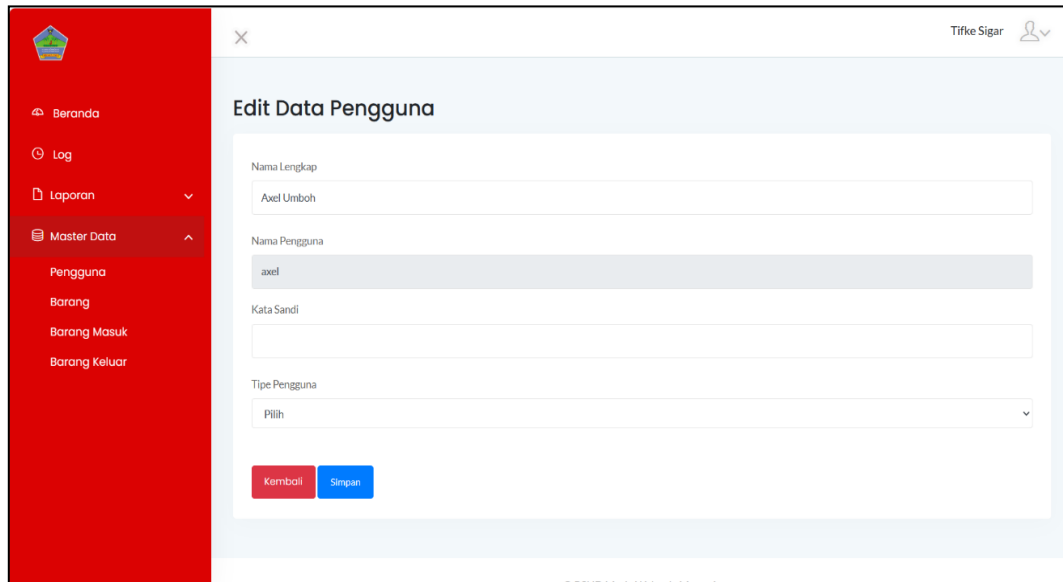 Tifke Sigar
Beranda
Log
Laporan
Master Data
Pengguna
Barang
Barang Masuk
Barang Keluar
Edit Data Pengguna
Nama Lengkap
Axel Umboh
Nama Pengguna
axel
Kata Sandi
Tipe Pengguna
Pilih
Kembali
Simpan